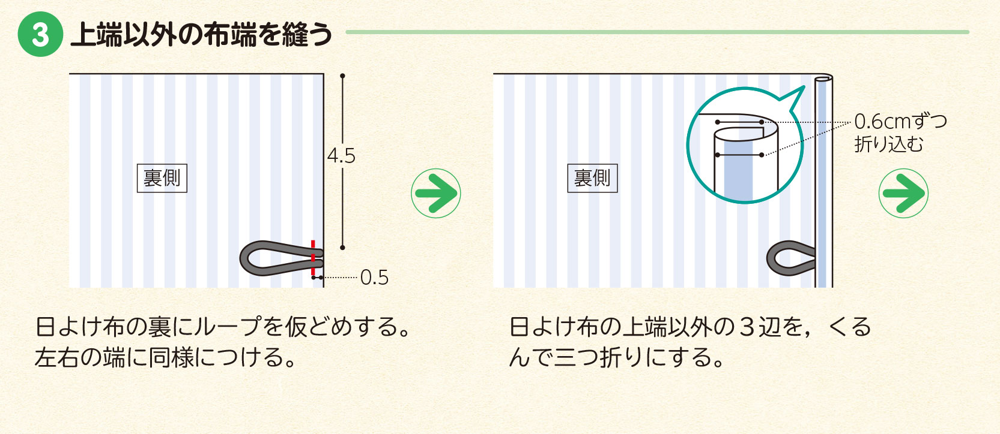 3 上端以外の布端を縫う
4.5
裏側
0.5
日よけ布の裏にループを仮どめする。
左右の端に同様につける。
0.6cmずつ
折り込む
裏側
日よけ布の上端以外の３辺を，くる
んで三つ折りにする。